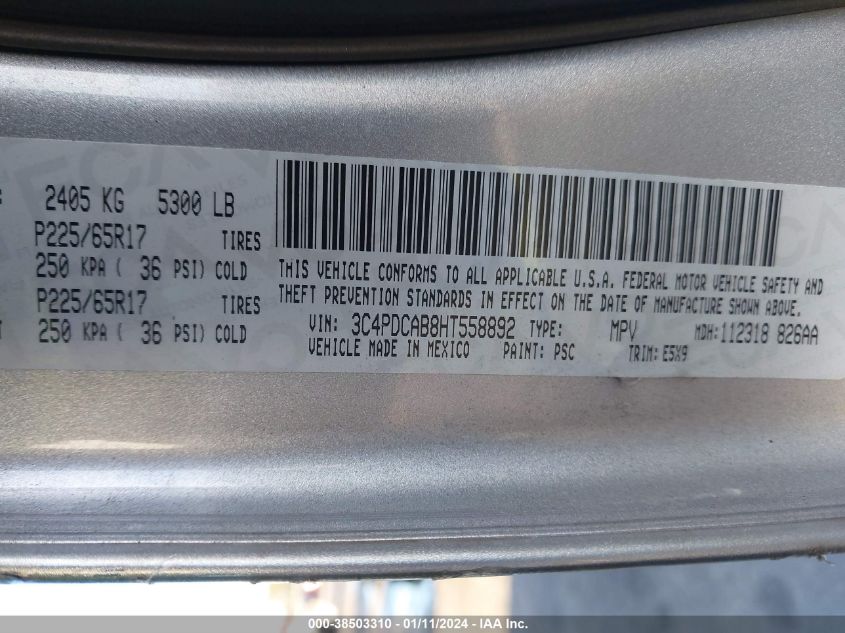 2405 KG 5300 LB
P225/65R17 TIRES
250 KPA ( 36 PSI) COLD
P225/65R17 TIRES
250 KPA ( 36 PSI) COLD
THIS VEHICLE CONFORMS TO ALL APPLICABLE U.S.A. FEDERAL MOTOR VEHICLE SAFETY AND
THEFT PREVENTION STANDARDS IN EFFECT ON THE DATE OF MANUFACTURE SHOWN ABOVE.
VIN: 3C4PDCAB8HT558892 TYPE: MPV MDH:112318 826AA
VEHICLE MADE IN MEXICO PAINT: PSC TRIM: E5X9
000-38503310 - 01/11/2024 - IAA Inc.